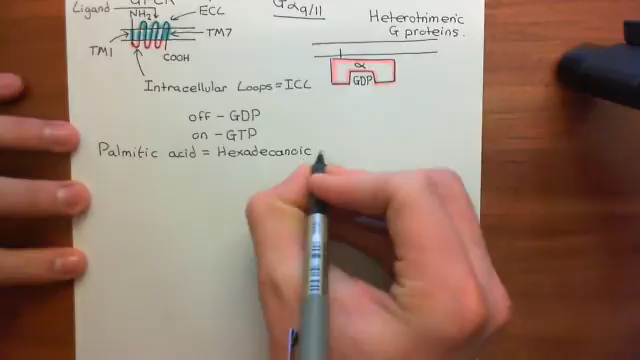 Ligand GPCR Gαq/11 Heterotrimeric G proteins.
NH₂ ECL
TM1 TM7
COOH
α
GDP
Intracellular Loops = ICL
off - GDP
on - GTP
Palmitic acid = Hexadecanoic